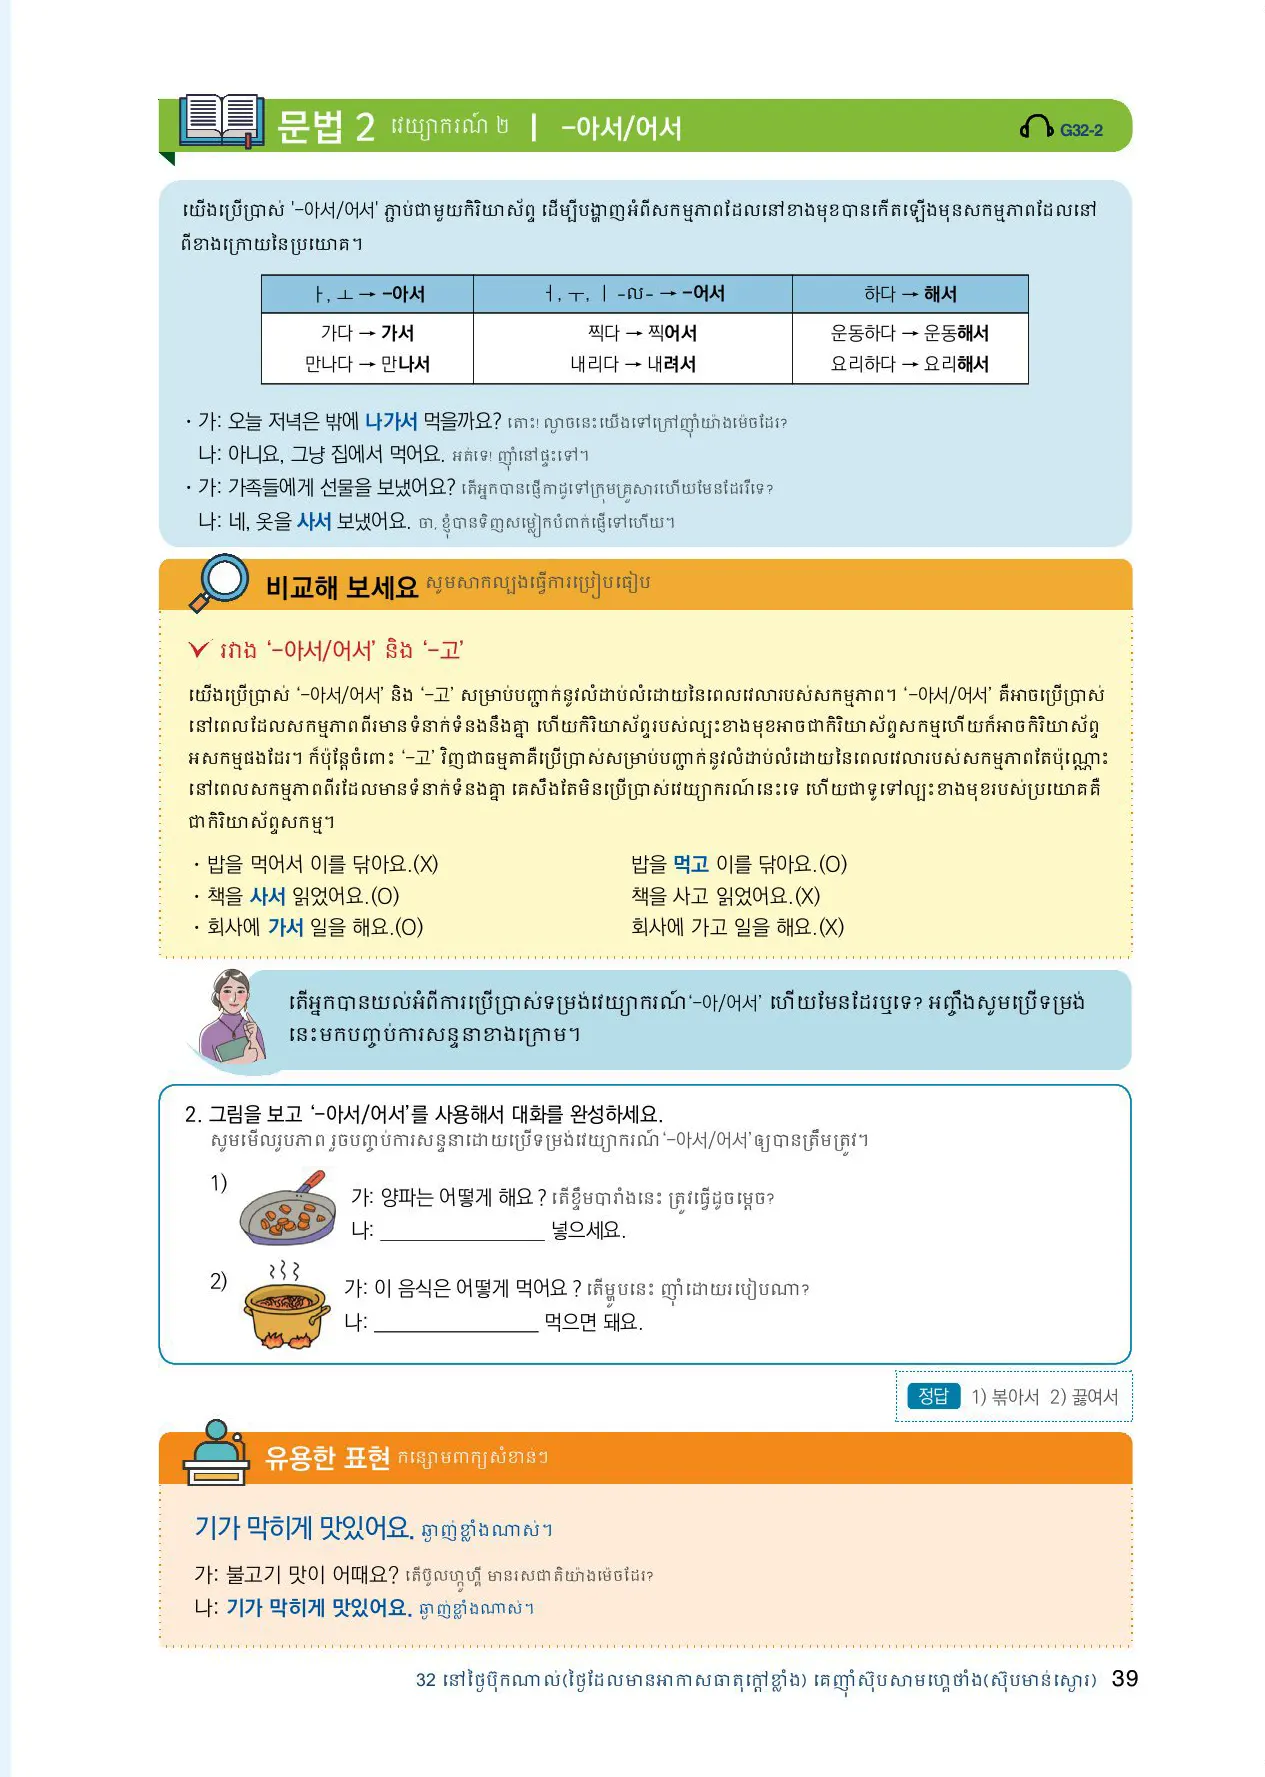 문법 2 វេយ្យាករណ៍ ២ | -아서/어서 G32-2
យើងប្រើប្រាស់ '-아서/어서' ភ្ជាប់ជាមួយកិរិយាស័ព្ទ ដើម្បីបង្ហាញអំពីសកម្មភាពដែលនៅខាងមុខបានកើតឡើងមុនសកម្មភាពដែលនៅ
ពីខាងក្រោយនៃប្រយោគ។
ㅏ, ㅗ → -아서 ㅓ, ㅜ, ㅣ -ល- → -어서 하다 → 해서
가다 → 가서 찍다 → 찍어서 운동하다 → 운동해서
만나다 → 만나서 내리다 → 내려서 요리하다 → 요리해서
· 가: 오늘 저녁은 밖에 나가서 먹을까요? តោះ! ល្ងាចនេះយើងទៅក្រៅញ៉ាំយ៉ាងម៉េចដែរ?
나: 아니요, 그냥 집에서 먹어요. អត់ទេ! ញ៉ាំនៅផ្ទះទៅ។
· 가: 가족들에게 선물을 보냈어요? តើអ្នកបានផ្ញើកាដូទៅក្រុមគ្រួសារហើយមែនដែររឺទេ?
나: 네, 옷을 사서 보냈어요. ចា, ខ្ញុំបានទិញសម្លៀកបំពាក់ផ្ញើទៅហើយ។
비교해 보세요 សូមសាកល្បងធ្វើការប្រៀបធៀប
រវាង ‘-아서/어서’ និង ‘-고’
យើងប្រើប្រាស់ ‘-아서/어서’ និង ‘-고’ សម្រាប់បញ្ជាក់នូវលំដាប់លំដោយនៃពេលវេលារបស់សកម្មភាព។ ‘-아서/어서’ គឺអាចប្រើប្រាស់
នៅពេលដែលសកម្មភាពពីរមានទំនាក់ទំនងនឹងគ្នា ហើយកិរិយាស័ព្ទរបស់ល្បះខាងមុខអាចជាកិរិយាស័ព្ទសកម្មហើយក៏អាចកិរិយាស័ព្ទ
អសកម្មផងដែរ។ ក៏ប៉ុន្តែចំពោះ ‘-고’ វិញជាធម្មតាគឺប្រើប្រាស់សម្រាប់បញ្ជាក់នូវលំដាប់លំដោយនៃពេលវេលារបស់សកម្មភាពតែប៉ុណ្ណោះ
នៅពេលសកម្មភាពពីរដែលមានទំនាក់ទំនងគ្នា គេសឹងតែមិនប្រើប្រាស់វេយ្យាករណ៍នេះទេ ហើយជាទូទៅល្បះខាងមុខរបស់ប្រយោគគឺ
ជាកិរិយាស័ព្ទសកម្ម។
· 밥을 먹어서 이를 닦아요.(X) 밥을 먹고 이를 닦아요.(O)
· 책을 사서 읽었어요.(O) 책을 사고 읽었어요.(X)
· 회사에 가서 일을 해요.(O) 회사에 가고 일을 해요.(X)
តើអ្នកបានយល់អំពីការប្រើប្រាស់ទម្រង់វេយ្យាករណ៍‘-아/어서’ ហើយមែនដែរឬទេ? អញ្ចឹងសូមប្រើទម្រង់
នេះមកបញ្ចប់ការសន្ទនាខាងក្រោម។
2. 그림을 보고 ‘-아서/어서’를 사용해서 대화를 완성하세요.
សូមមើលរូបភាព រួចបញ្ចប់ការសន្ទនាដោយប្រើទម្រង់វេយ្យាករណ៍‘-아서/어서’ឲ្យបានត្រឹមត្រូវ។
1) 가: 양파는 어떻게 해요? តើខ្ទឹមបារាំងនេះ ត្រូវធ្វើដូចម្តេច?
나: ________________ 넣으세요.
2) 가: 이 음식은 어떻게 먹어요? តើម្ហូបនេះ ញ៉ាំដោយរបៀបណា?
나: ________________ 먹으면 돼요.
정답 1) 볶아서 2) 끓여서
유용한 표현 កន្សោមពាក្យសំខាន់ៗ
기가 막히게 맛있어요. ឆ្ងាញ់ខ្លាំងណាស់។
가: 불고기 맛이 어때요? តើប៊ូលហ្គូហ្គី មានរសជាតិយ៉ាងម៉េចដែរ?
나: 기가 막히게 맛있어요. ឆ្ងាញ់ខ្លាំងណាស់។
32 នៅថ្ងៃប៊ុកណាល់(ថ្ងៃដែលមានអាកាសធាតុក្តៅខ្លាំង) គេញ៉ាំស៊ុបសាមហ្គេថាំង(ស៊ុបមាន់ស្ងោរ) 39